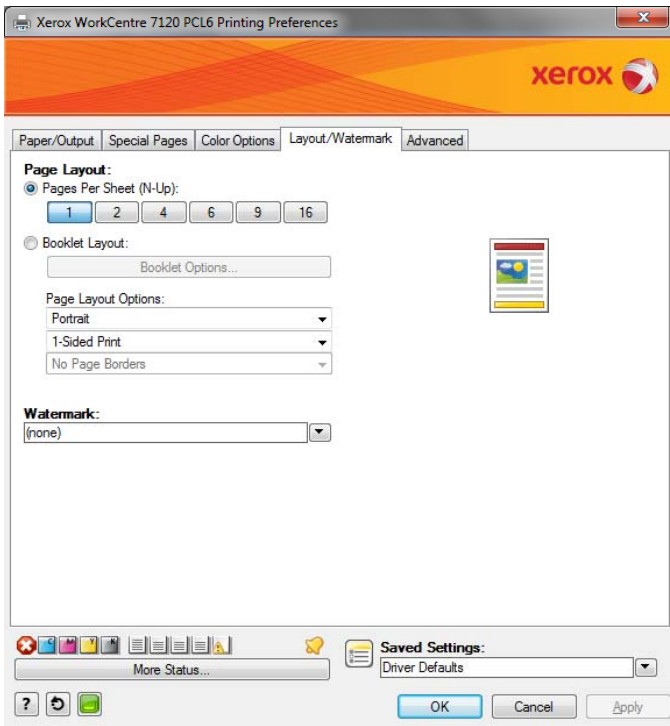 Xerox WorkCentre 7120 PCL6 Printing Preferences
xerox
Paper/Output Special Pages Color Options Layout/Watermark Advanced
Page Layout:
Pages Per Sheet (N-Up):
1 2 4 6 9 16
Booklet Layout:
Booklet Options...
Page Layout Options:
Portrait
1-Sided Print
No Page Borders
Watermark:
(none)
C M Y K
Saved Settings:
More Status...
Driver Defaults
?
OK Cancel Apply